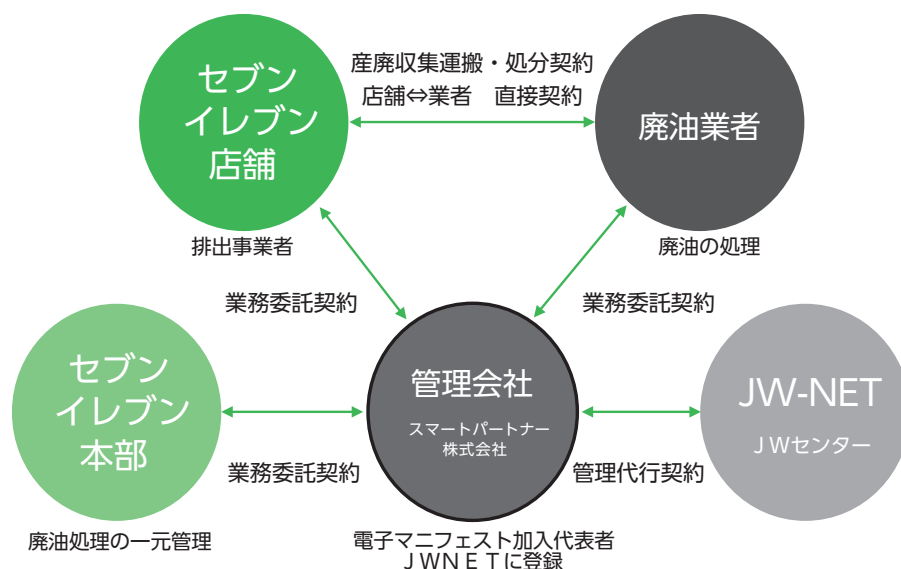 セブン
イレブン
店舗
産廃収集運搬・処分契約
店舗⇔業者　直接契約
廃油業者
排出事業者
廃油の処理
業務委託契約
業務委託契約
セブン
イレブン
本部
管理会社
スマートパートナー
株式会社
JW-NET
ＪＷセンター
業務委託契約
管理代行契約
廃油処理の一元管理
電子マニフェスト加入代表者
ＪＷＮＥＴに登録